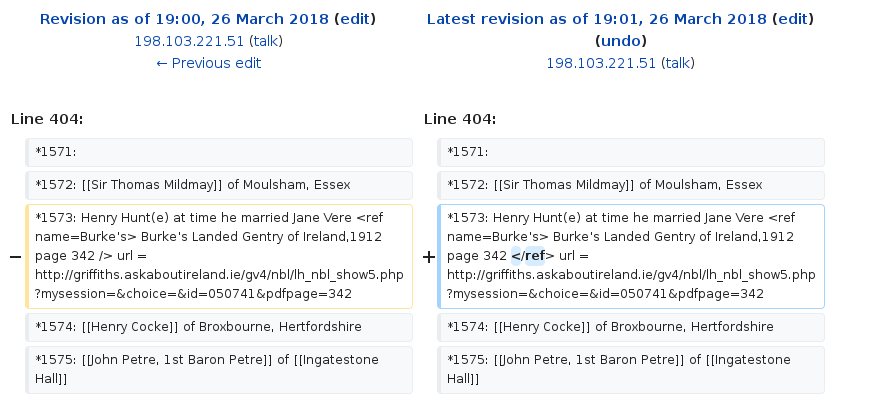 Revision as of 19:00, 26 March 2018 (edit)
198.103.221.51 (talk)
← Previous edit
Latest revision as of 19:01, 26 March 2018 (edit)
(undo)
198.103.221.51 (talk)
Line 404:
Line 404:
*1571:
*1571:
*1572: [[Sir Thomas Mildmay]] of Moulsham, Essex
*1572: [[Sir Thomas Mildmay]] of Moulsham, Essex
−
*1573: Henry Hunt(e) at time he married Jane Vere <ref
name=Burke's> Burke's Landed Gentry of Ireland,1912
page 342 /> url =
http://griffiths.askaboutireland.ie/gv4/nbl/lh_nbl_show5.php
?mysession=&choice=&id=050741&pdfpage=342
+
*1573: Henry Hunt(e) at time he married Jane Vere <ref
name=Burke's> Burke's Landed Gentry of Ireland,1912
page 342 </ref> url =
http://griffiths.askaboutireland.ie/gv4/nbl/lh_nbl_show5.php
?mysession=&choice=&id=050741&pdfpage=342
*1574: [[Henry Cocke]] of Broxbourne, Hertfordshire
*1574: [[Henry Cocke]] of Broxbourne, Hertfordshire
*1575: [[John Petre, 1st Baron Petre]] of [[Ingatestone
Hall]]
*1575: [[John Petre, 1st Baron Petre]] of [[Ingatestone
Hall]]